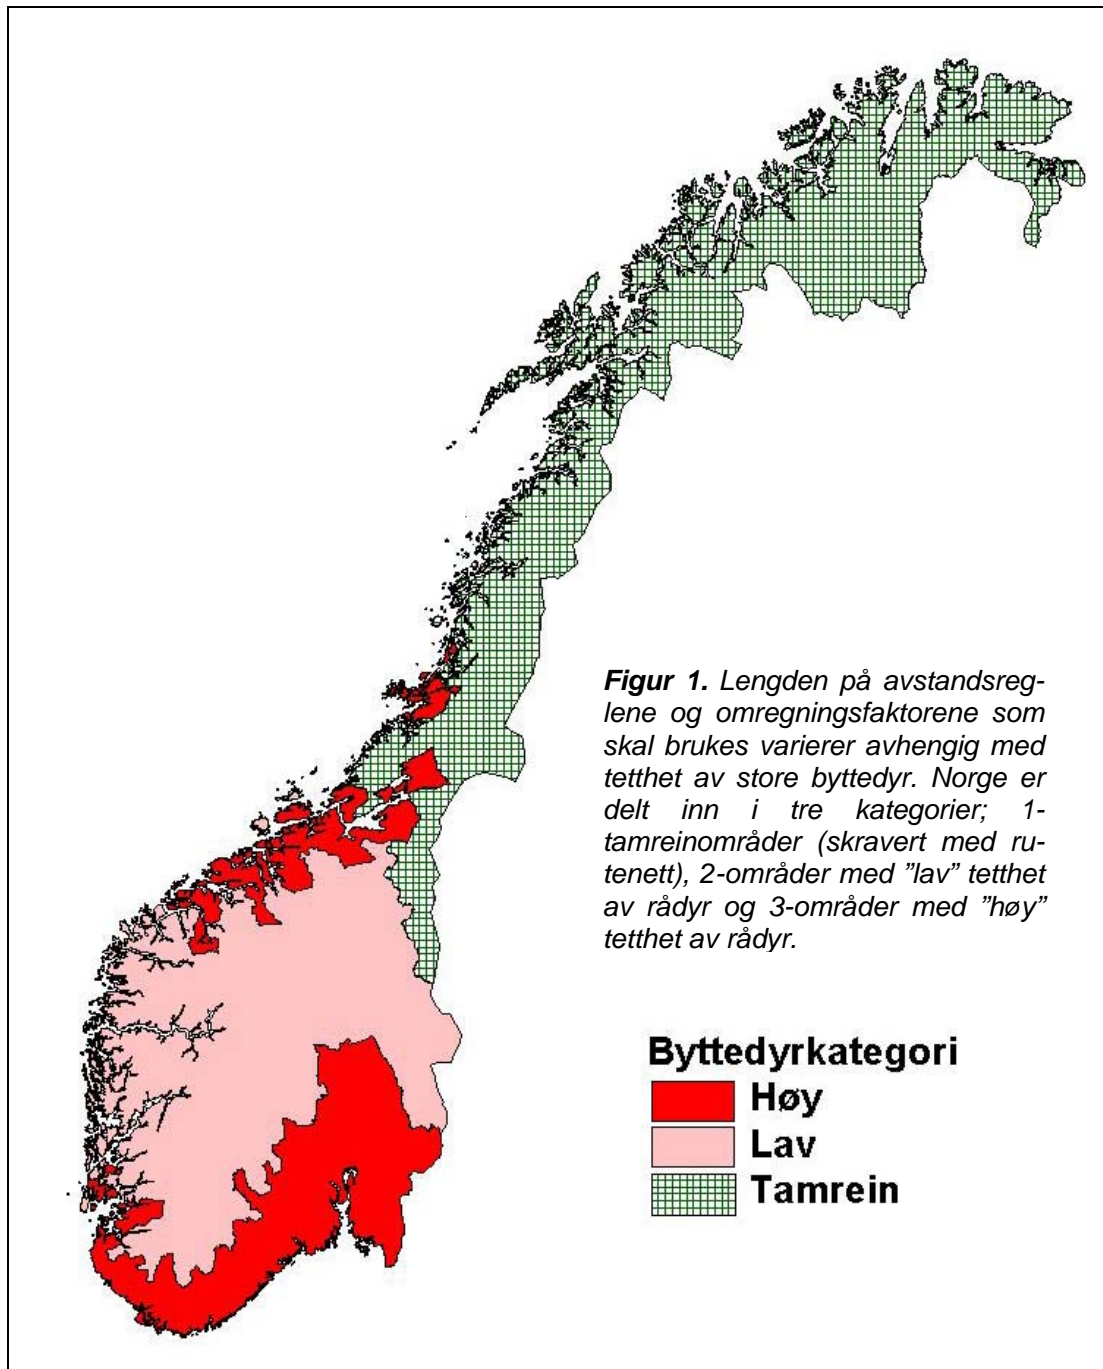 Figur 1. Lengden på avstandsreg-
lene og omregningsfaktorene som
skal brukes varierer avhengig med
tetthet av store byttedyr. Norge er
delt inn i tre kategorier; 1-
tamreinområder (skravert med ru-
tenett), 2-områder med ”lav” tetthet
av rådyr og 3-områder med ”høy”
tetthet av rådyr.
Byttedyrkategori
Høy
Lav
Tamrein